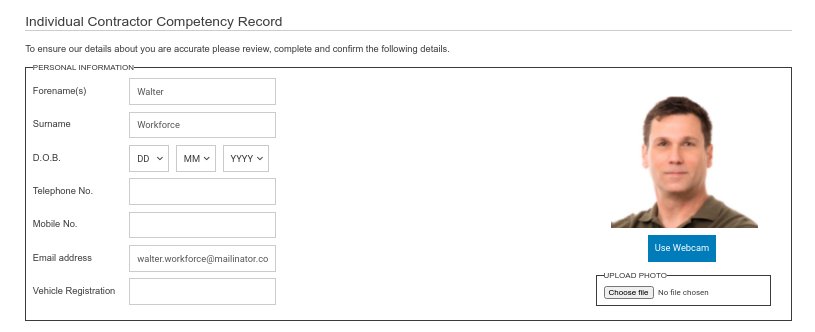 Individual Contractor Competency Record
To ensure our details about you are accurate please review, complete and confirm the following details.
PERSONAL INFORMATION
Forename(s) Walter
Surname Workforce
D.O.B. DD MM YYYY
Telephone No.
Mobile No.
Email address walter.workforce@mailinator.co
Vehicle Registration
Use Webcam
UPLOAD PHOTO
Choose file No file chosen